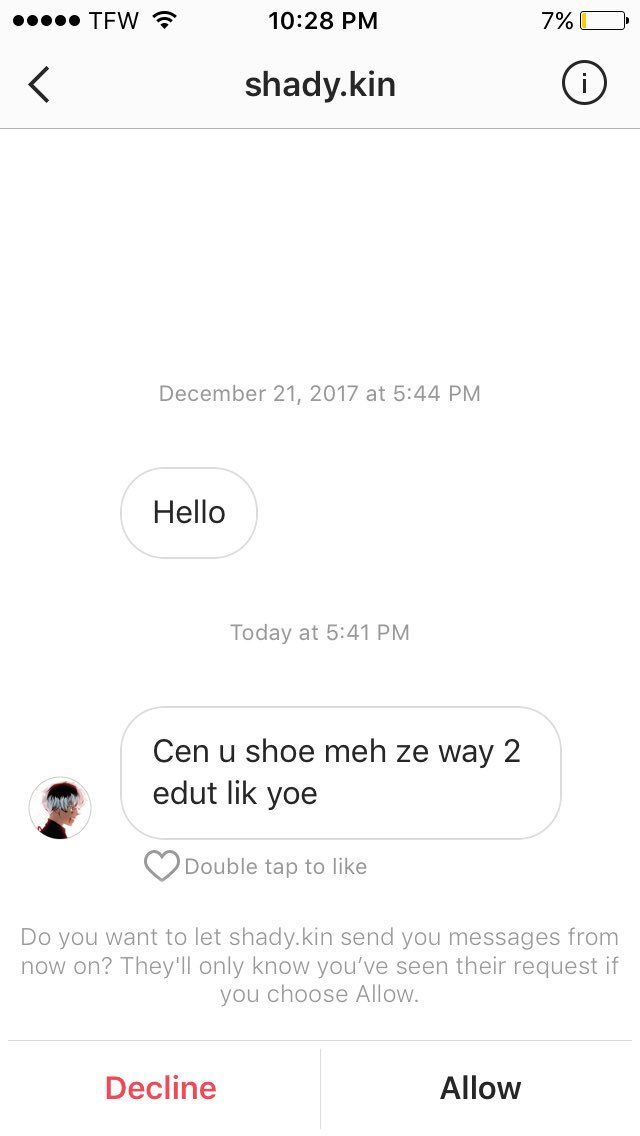 TFW 10:28 PM 7%
shady.kin
December 21, 2017 at 5:44 PM
Hello
Today at 5:41 PM
Cen u shoe meh ze way 2
edut lik yoe
Double tap to like
Do you want to let shady.kin send you messages from
now on? They'll only know you’ve seen their request if
you choose Allow.
Decline Allow